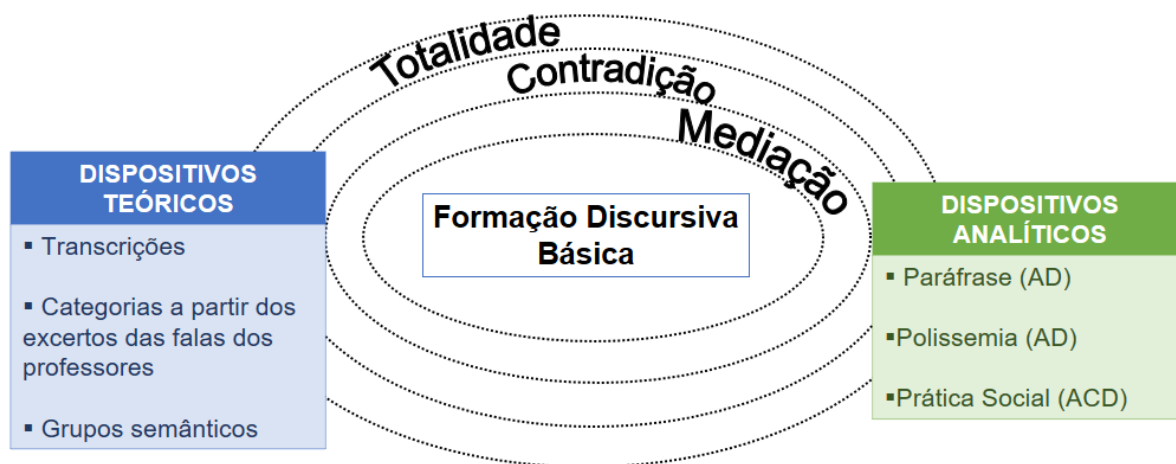 Totalidade
Contradição
Mediação
DISPOSITIVOS
TEÓRICOS
▪ Transcrições
▪ Categorias a partir dos
excertos das falas dos
professores
▪ Grupos semânticos
Formação Discursiva
Básica
DISPOSITIVOS
ANALÍTICOS
▪ Paráfrase (AD)
▪Polissemia (AD)
▪Prática Social (ACD)